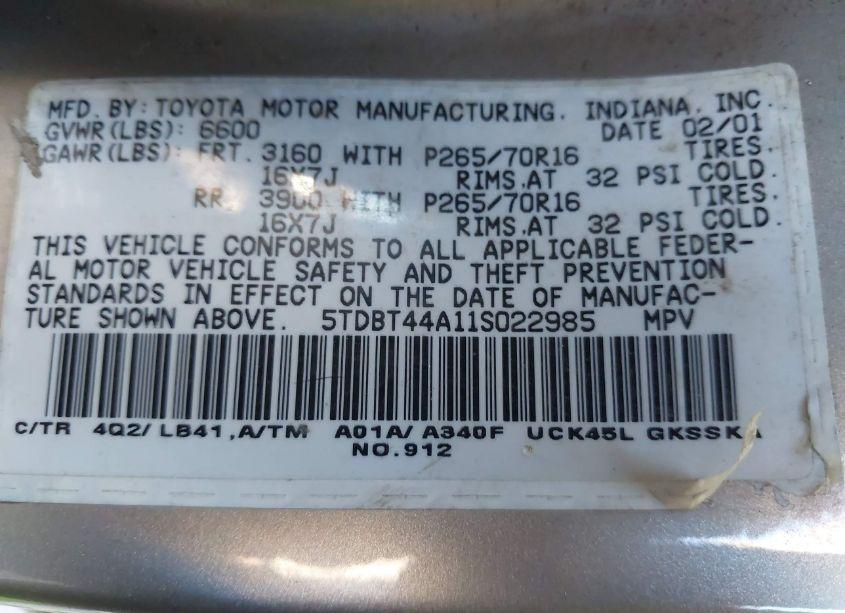 MFD. BY: TOYOTA MOTOR MANUFACTURING, INDIANA, INC.
GVWR(LBS): 6600 DATE 02/01
GAWR(LBS): FRT. 3160 WITH P265/70R16 TIRES.
16X7J RIMS.AT 32 PSI COLD.
RR. 3900 WITH P265/70R16 TIRES.
16X7J RIMS.AT 32 PSI COLD.
THIS VEHICLE CONFORMS TO ALL APPLICABLE FEDER-
AL MOTOR VEHICLE SAFETY AND THEFT PREVENTION
STANDARDS IN EFFECT ON THE DATE OF MANUFAC-
TURE SHOWN ABOVE. 5TDBT44A11S022985 MPV
C/TR 4Q2/ LB41,A/TM A01A/ A340F UCK45L GKSSKA
NO.912